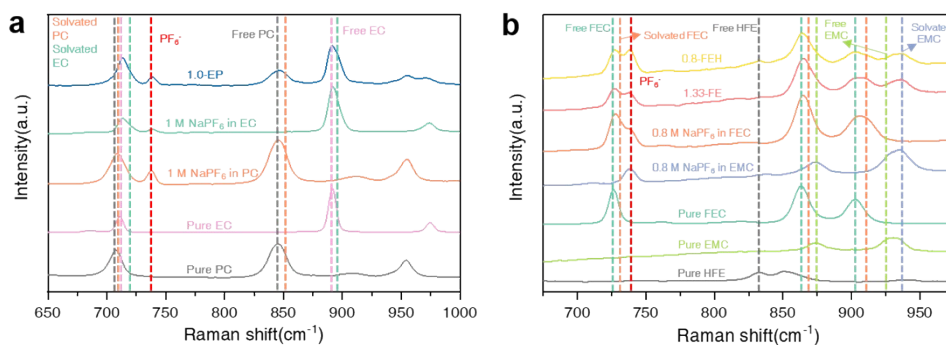 a
Solvated
PC
Solvated
EC
PF₆⁻
Free PC
Free EC
1.0-EP
1 M NaPF₆ in EC
1 M NaPF₆ in PC
Pure EC
Pure PC
Intensity(a.u.)
650 700 750 800 850 900 950 1000
Raman shift(cm⁻¹)
b
Free FEC
Solvated FEC
Free HFE
Free
EMC
Solvate
EMC
0.8-FEH
PF₆⁻
1.33-FE
0.8 M NaPF₆ in FEC
0.8 M NaPF₆ in EMC
Pure FEC
Pure EMC
Pure HFE
Intensity(a.u.)
700 750 800 850 900 950
Raman shift(cm⁻¹)